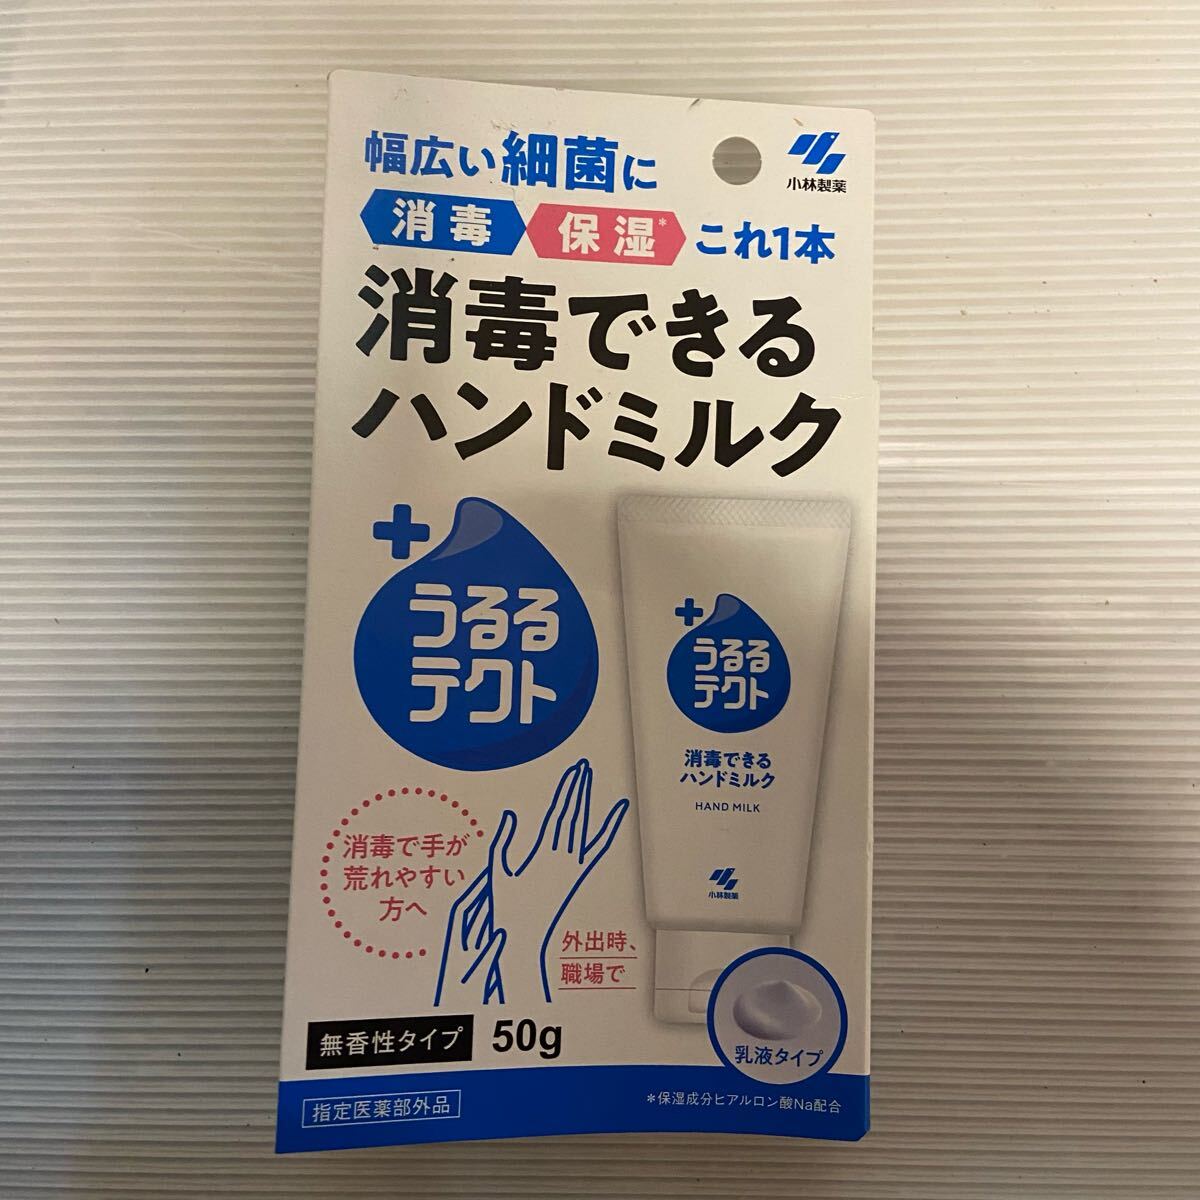 幅広い細菌に
小林製薬
消毒 保湿* これ1本
消毒できる
ハンドミルク
うるる
テクト
うるる
テクト
消毒できる
ハンドミルク
HAND MILK
小林製薬
消毒で手が
荒れやすい
方へ
外出時、
職場で
無香性タイプ 50g
乳液タイプ
指定医薬部外品
*保湿成分ヒアルロン酸Na配合